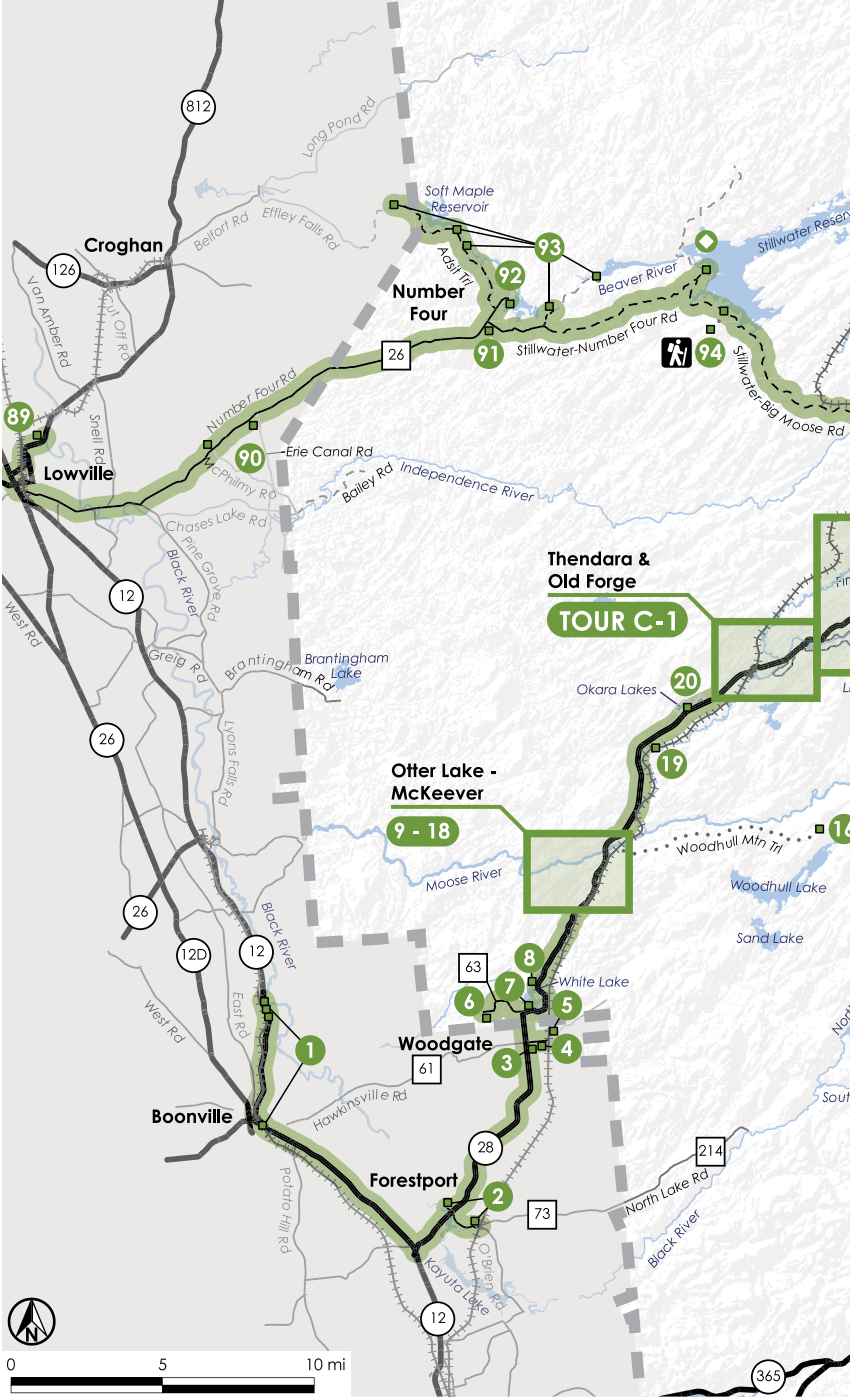 812
Long Pond Rd
Soft Maple
Reservoir
Effley Falls Rd
Belfort Rd
Croghan
93
Stillwater Reser
126
Adsit Trl
92
Beaver River
Van Amber Rd
Cut Off Rd
Number
Four
91
Stillwater-Number Four Rd
26
94
Stillwater-Big Moose Rd
Number Four Rd
89
Snell Rd
90
Erie Canal Rd
Lowville
McPhilmy Rd
Bailey Rd
Independence River
Chases Lake Rd
Black River
Pine Grove Rd
Thendara &
Old Forge
TOUR C-1
12
West Rd
Greig Rd
Brantingham Rd
Brantingham
Lake
Okara Lakes
20
26
Lyons Falls Rd
19
Otter Lake -
McKeever
9 - 18
16
Woodhull Mtn Trl
Moose River
Woodhull Lake
26
Black River
Sand Lake
12D
12
63
8
White Lake
7
6
5
West Rd
East Rd
Woodgate
3
4
1
61
Boonville
Hawkinsville Rd
28
214
Forestport
2
North Lake Rd
73
Potato Hill Rd
O'Brien Rd
Black River
Kayuta Lake
12
N
0 5 10 mi
365